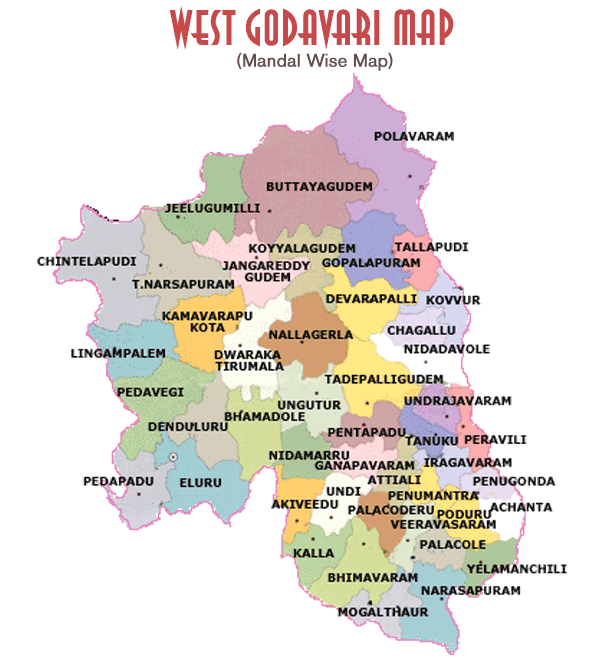 WEST GODAVARI MAP
(Mandal Wise Map)
POLAVARAM
BUTTAYAGUDEM
JEELUGUMILLI
KOYYALAGUDEM
TALLAPUDI
CHINTELAPUDI
JANGAREDDY
GUDEM
GOPALAPURAM
T.NARSAPURAM
DEVARAPALLI
KOVVUR
KAMAVARAPU
KOTA
CHAGALLU
NALLAGERLA
NIDADAVOLE
LINGAMPALEM
DWARAKA
TIRUMALA
TADEPALLIGUDEM
PEDAVEGI
UNGUTUR
UNDRAJAVARAM
BHAMADOLE
DENDULURU
PENTAPADU
TANUKU
PERAVILI
NIDAMARRU
GANAPAVARAM
IRAGAVARAM
PEDAPADU
ELURU
ATTIALI
PENUGONDA
UNDI
PENUMANTRA
AKIVEEDU
PALACODERU
PODURU
ACHANTA
VEERAVASARAM
KALLA
PALACOLE
YELAMANCHILI
BHIMAVARAM
NARASAPURAM
MOGALTHAUR